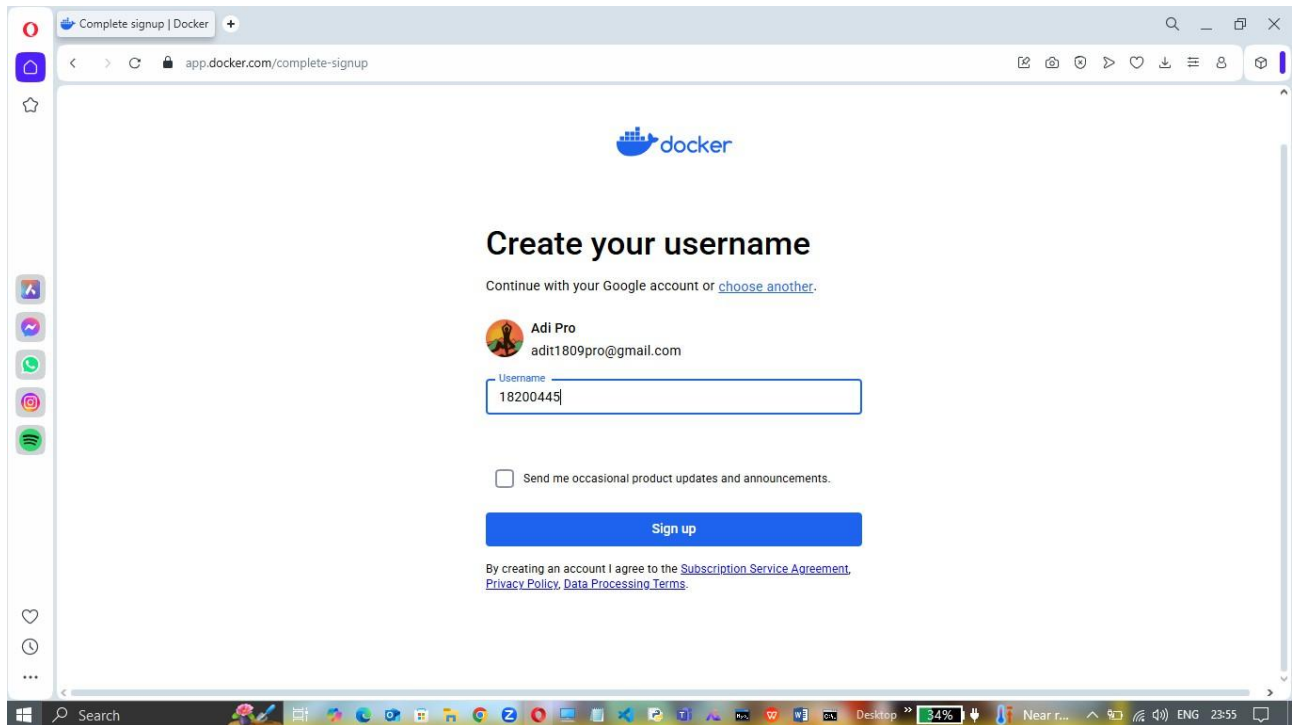 Complete signup | Docker
app.docker.com/complete-signup
docker
Create your username
Continue with your Google account or choose another.
Adi Pro
adit1809pro@gmail.com
Username
18200445
Send me occasional product updates and announcements.
Sign up
By creating an account I agree to the Subscription Service Agreement,
Privacy Policy, Data Processing Terms.
Search
Desktop
34%
Near r...
ENG
23:55